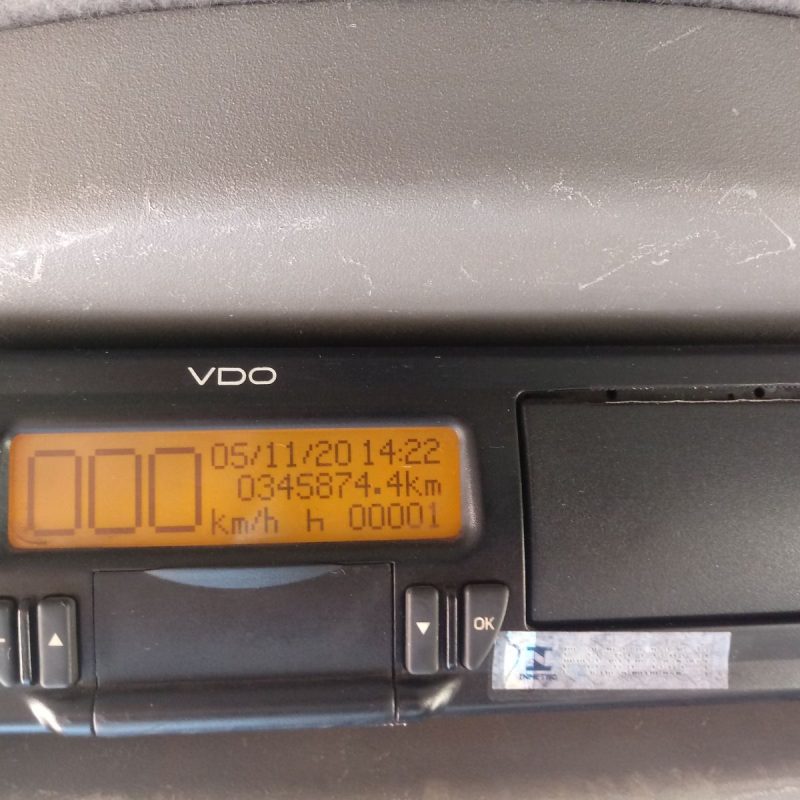 VDO
000 km/h
05/11/20 14:22
0345874.4km
h 00001
OK
INMETRO